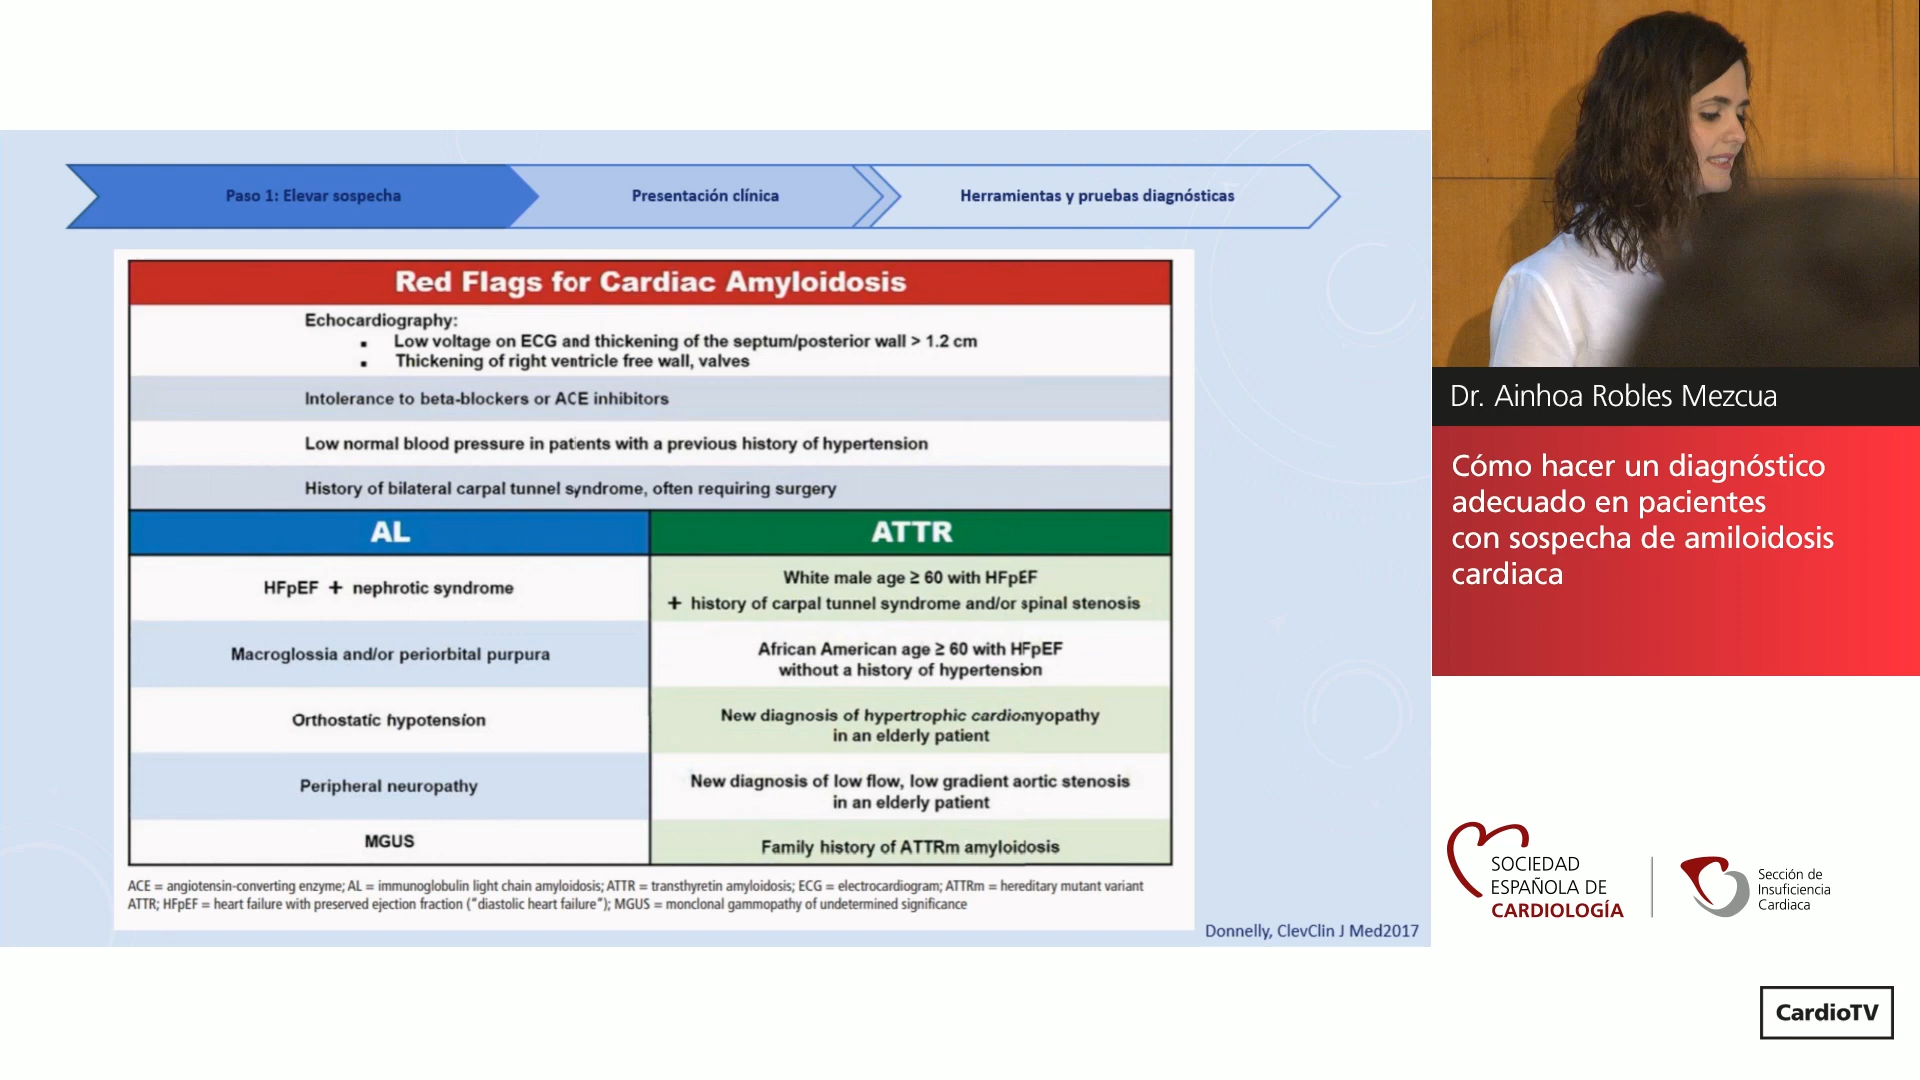 Paso 1: Elevar sospecha
Presentación clínica
Herramientas y pruebas diagnósticas
Red Flags for Cardiac Amyloidosis
Echocardiography:
▪ Low voltage on ECG and thickening of the septum/posterior wall > 1.2 cm
▪ Thickening of right ventricle free wall, valves
Intolerance to beta-blockers or ACE inhibitors
Low normal blood pressure in patients with a previous history of hypertension
History of bilateral carpal tunnel syndrome, often requiring surgery
AL
HFpEF + nephrotic syndrome
Macroglossia and/or periorbital purpura
Orthostatic hypotension
Peripheral neuropathy
MGUS
ATTR
White male age ≥ 60 with HFpEF
+ history of carpal tunnel syndrome and/or spinal stenosis
African American age ≥ 60 with HFpEF
without a history of hypertension
New diagnosis of hypertrophic cardiomyopathy
in an elderly patient
New diagnosis of low flow, low gradient aortic stenosis
in an elderly patient
Family history of ATTRm amyloidosis
ACE = angiotensin-converting enzyme; AL = immunoglobulin light chain amyloidosis; ATTR = transthyretin amyloidosis; ECG = electrocardiogram; ATTRm = hereditary mutant variant
ATTR; HFpEF = heart failure with preserved ejection fraction ("diastolic heart failure"); MGUS = monclonal gammopathy of undetermined significance
Donnelly, ClevClin J Med2017
Dr. Ainhoa Robles Mezcua
Cómo hacer un diagnóstico
adecuado en pacientes
con sospecha de amiloidosis
cardiaca
SOCIEDAD
ESPAÑOLA DE
CARDIOLOGÍA
Sección de
Insuficiencia
Cardiaca
CardioTV